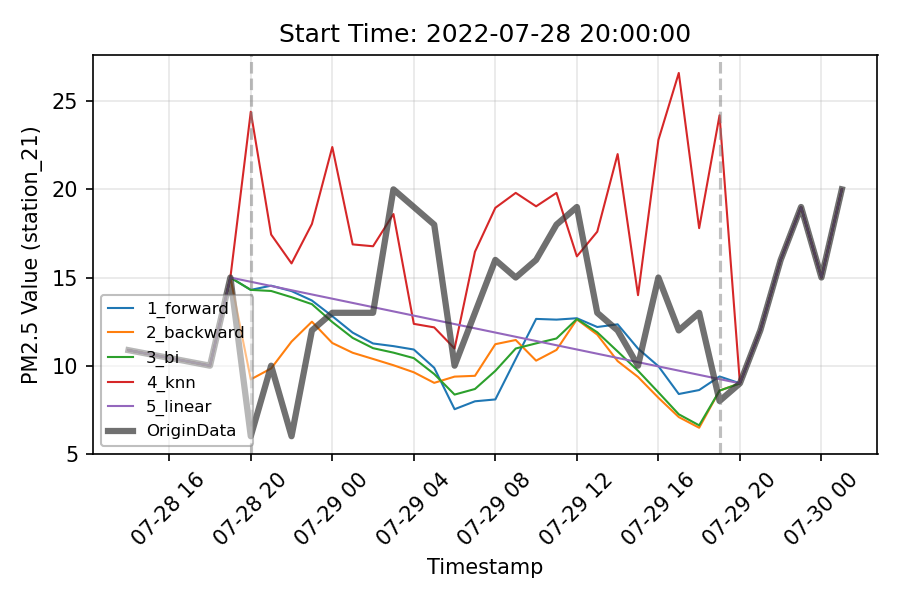 Start Time: 2022-07-28 20:00:00
PM2.5 Value (station_21)
25
20
15
10
5
1_forward
2_backward
3_bi
4_knn
5_linear
OriginData
07-28 16
07-28 20
07-29 00
07-29 04
07-29 08
07-29 12
07-29 16
07-29 20
07-30 00
Timestamp